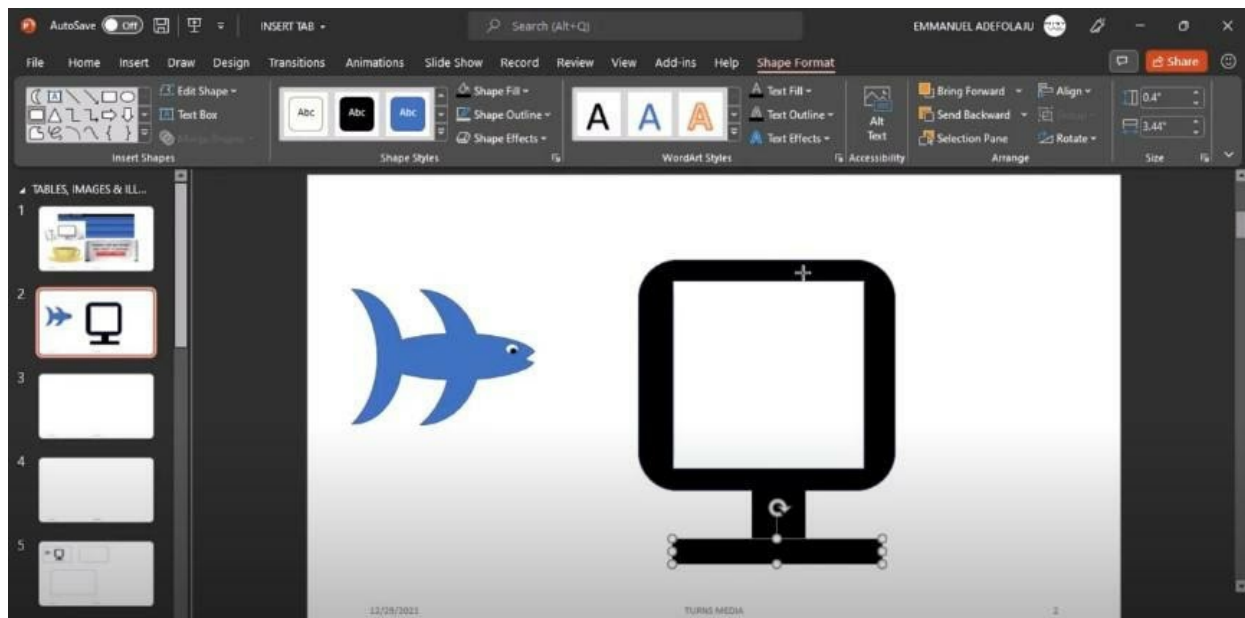 AutoSave Off INSERT TAB Search (Alt+Q) EMMANUEL ADEFOLAJU
File Home Insert Draw Design Transitions Animations Slide Show Record Review View Add-ins Help Shape Format Share
Edit Shape
Text Box
Insert Shapes
Abc Abc Abc
Shape Fill
Shape Outline
Shape Effects
Shape Styles
A A A
Text Fill
Text Outline
Text Effects
WordArt Styles
Alt
Text
Accessibility
Bring Forward
Send Backward
Selection Pane
Align
Rotate
Arrange
0.4"
3.44"
Size
TABLES, IMAGES & ILL...
1
2
3
4
5
12/29/2021 TURNS MEDIA 2